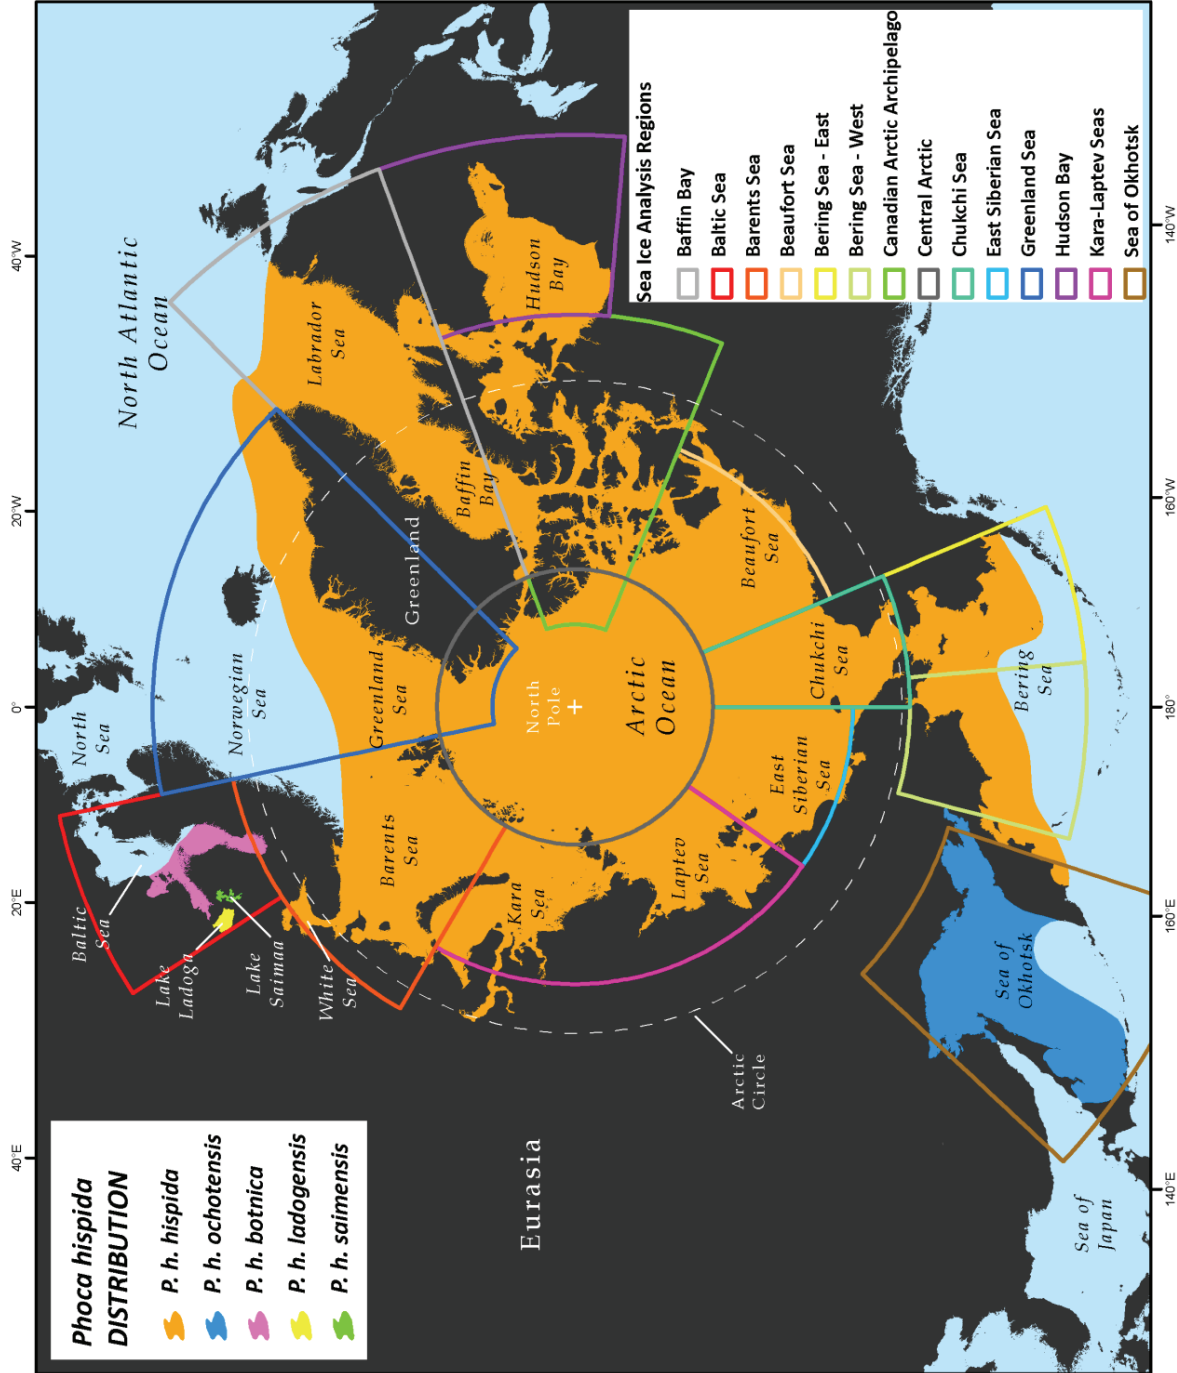 Phoca hispida
DISTRIBUTION
P. h. hispida
P. h. ochotensis
P. h. botnica
P. h. ladogensis
P. h. saimensis
Sea Ice Analysis Regions
Baffin Bay
Baltic Sea
Barents Sea
Beaufort Sea
Bering Sea - East
Bering Sea - West
Canadian Arctic Archipelago
Central Arctic
Chukchi Sea
East Siberian Sea
Greenland Sea
Hudson Bay
Kara-Laptev Seas
Sea of Okhotsk
40°E
20°E
0°
20°W
40°W
140°E
160°E
180°
160°W
140°W
North Atlantic
Ocean
North
Sea
Norwegian
Sea
Baltic
Sea
Lake
Ladoga
Lake
Saimaa
White
Sea
Barents
Sea
Greenland
Sea
Greenland
Labrador
Sea
Baffin
Bay
Hudson
Bay
North
Pole
Arctic
Ocean
Kara
Sea
Laptev
Sea
East
Siberian
Sea
Chukchi
Sea
Beaufort
Sea
Bering
Sea
Arctic
Circle
Eurasia
Sea of
Okhotsk
Sea of
Japan